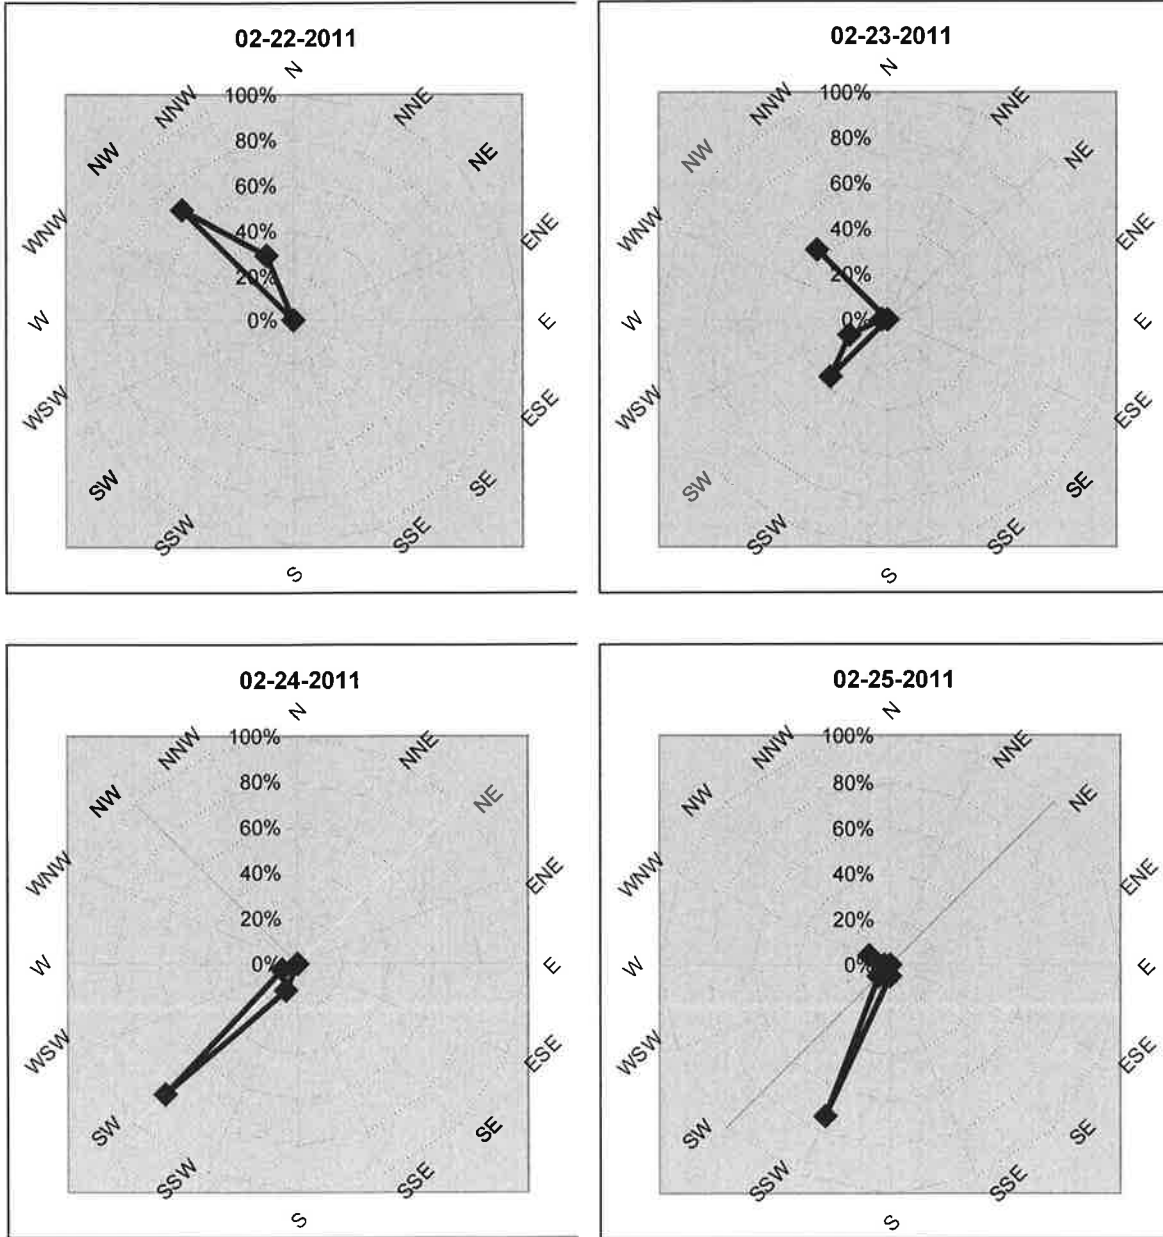 02-22-2011
N
NNW
100%
NNE
80%
NW
NE
60%
WNW
40%
ENE
20%
W
0%
E
WSW
ESE
SW
SE
SSW
SSE
S
02-23-2011
N
NNW
100%
NNE
80%
NW
NE
60%
WNW
40%
ENE
20%
W
0%
E
WSW
ESE
SW
SE
SSW
SSE
S
02-24-2011
N
NNW
100%
NNE
80%
NW
NE
60%
WNW
40%
ENE
20%
W
0%
E
WSW
ESE
SW
SE
SSW
SSE
S
02-25-2011
N
NNW
100%
NNE
80%
NW
NE
60%
WNW
40%
ENE
20%
W
0%
E
WSW
ESE
SW
SE
SSW
SSE
S